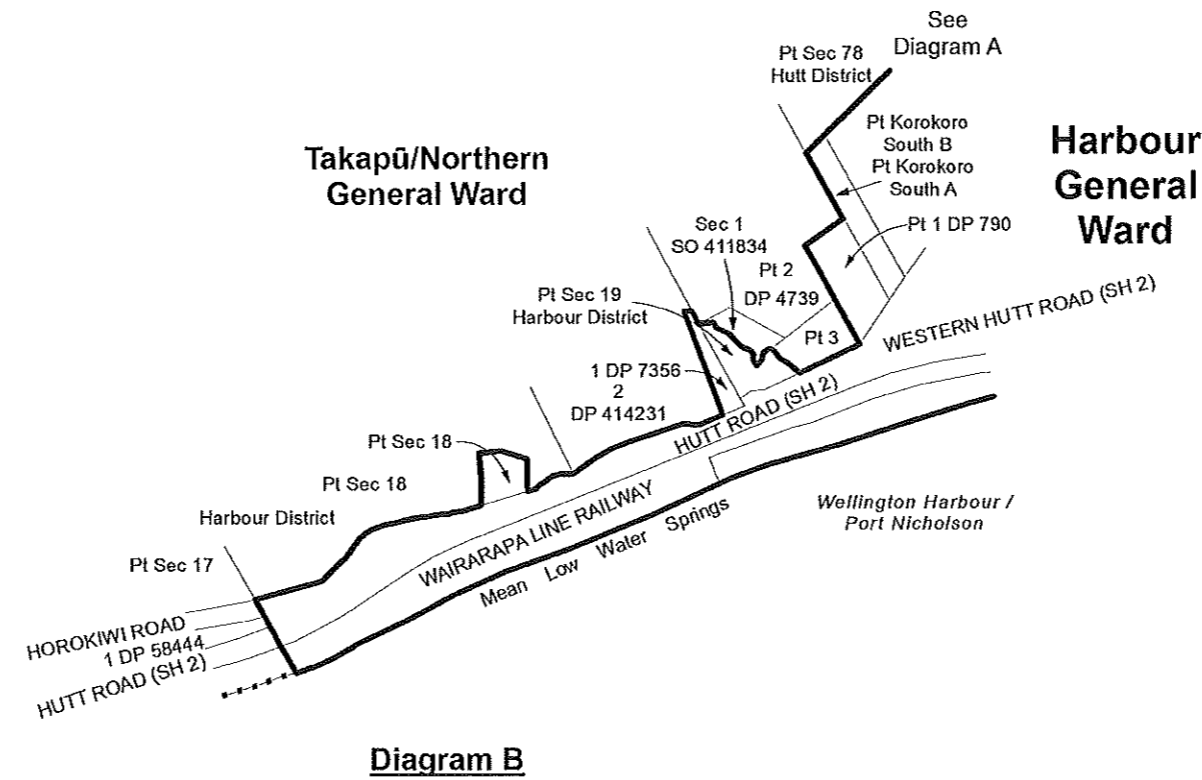 See
Diagram A
Pt Sec 78
Hutt District
Pt Korokoro
South B
Pt Korokoro
South A
Harbour
General
Ward
Takapū/Northern
General Ward
Pt 1 DP 790
Sec 1
SO 411834
Pt 2
DP 4739
Pt Sec 19
Harbour District
Pt 3
WESTERN HUTT ROAD (SH 2)
1 DP 7356
2
DP 414231
HUTT ROAD (SH 2)
Pt Sec 18
Pt Sec 18
Harbour District
WAIRARAPA LINE RAILWAY
Wellington Harbour /
Port Nicholson
Mean Low Water Springs
Pt Sec 17
HOROKIWI ROAD
1 DP 58444
HUTT ROAD (SH 2)
Diagram B